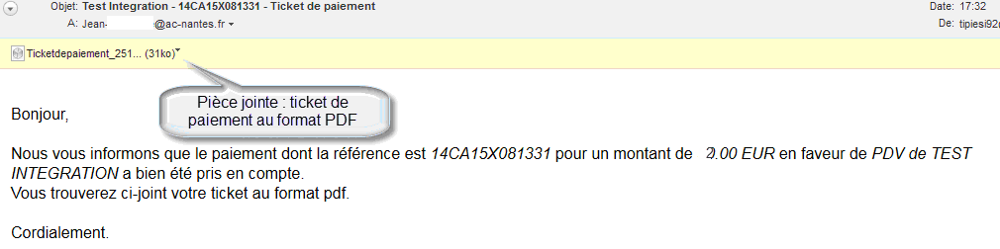 Objet: Test Integration - 14CA15X081331 - Ticket de paiement Date: 17:32
A: Jean- @ac-nantes.fr De: tipiesi92
Ticketdepaiement_251... (31ko)
Pièce jointe : ticket de
paiement au format PDF
Bonjour,
Nous vous informons que le paiement dont la référence est 14CA15X081331 pour un montant de 2.00 EUR en faveur de PDV de TEST
INTEGRATION a bien été pris en compte.
Vous trouverez ci-joint votre ticket au format pdf.
Cordialement.